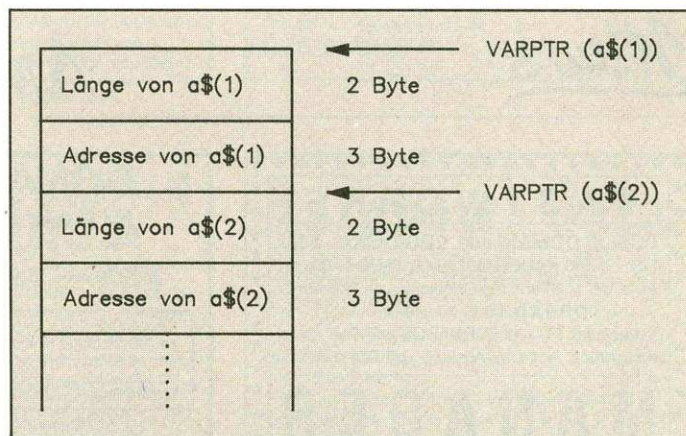 VARPTR (a$(1))
Länge von a$(1) 2 Byte
Adresse von a$(1) 3 Byte
VARPTR (a$(2))
Länge von a$(2) 2 Byte
Adresse von a$(2) 3 Byte